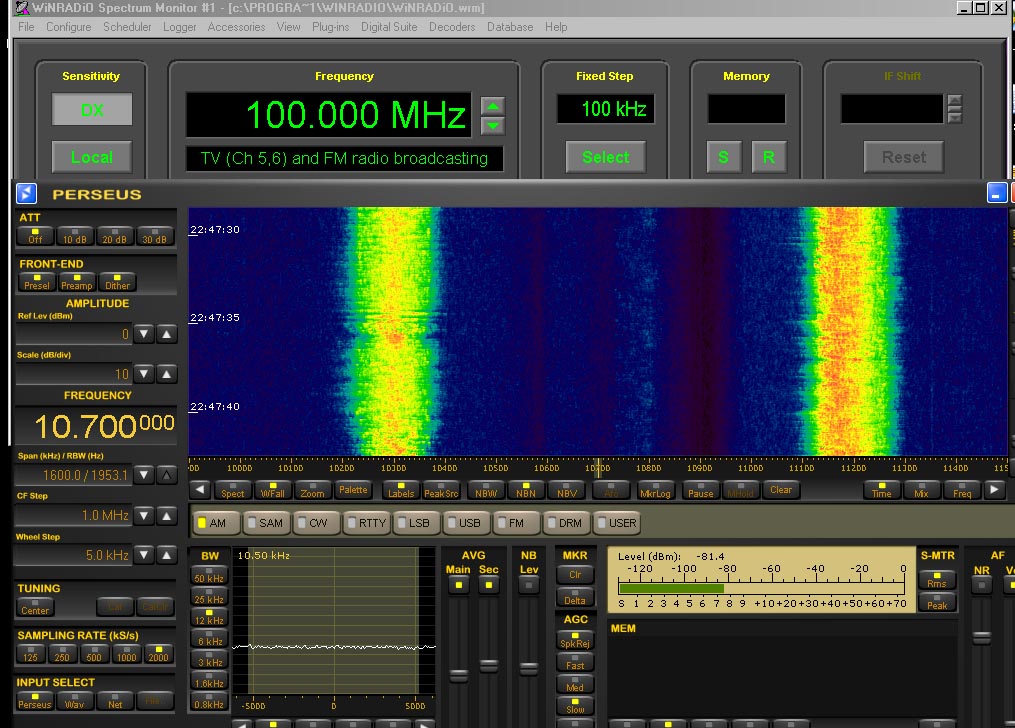 WiNRADiO Spectrum Monitor #1 - [c:\PROGRA~1\WINRADIO\WiNRADiO.wrm]
File Configure Scheduler Logger Accessories View Plug-ins Digital Suite Decoders Database Help
Sensitivity Frequency Fixed Step Memory IF Shift
DX 100.000 MHz 100 kHz
TV (Ch 5,6) and FM radio broadcasting
Local Select S R Reset
PERSEUS
ATT
Off 10 dB 20 dB 30 dB
FRONT-END
Presel Preamp Dither
AMPLITUDE
Ref Lev (dBm)
0
Scale (dB/div)
10
FREQUENCY
10.700000
Span (kHz) / RBW (Hz)
1600.0 / 1953.1
CF Step
1.0 MHz
Wheel Step
5.0 kHz
TUNING
Center Cal CalClr
SAMPLING RATE (kS/s)
125 250 500 1000 2000
INPUT SELECT
Perseus Wav Net File
22:47:30
22:47:35
22:47:40
00 10000 10100 10200 10300 10400 10500 10600 10700 10800 10900 11000 11100 11200 11300 11400 115
Spect WFall Zoom Palette Labels PeakSrc NBW NBN NBV Afc MkrLog Pause MHold Clear Time Mix Freq
AM SAM CW RTTY LSB USB FM DRM USER
BW
50 kHz
25 kHz
12 kHz
6 kHz
3 kHz
1.6kHz
0.8kHz
10.50 kHz
-5000 0 5000
AVG
Main Sec
NB
Lev
MKR
Clr
Delta
AGC
SpkRej
Fast
Med
Slow
Level (dBm): -81.4
-120 -100 -80 -60 -40 -20 0
S 1 2 3 4 5 6 7 8 9 +10+20+30+40+50+60+70
S-MTR
Rms
Peak
AF
NR
MEM